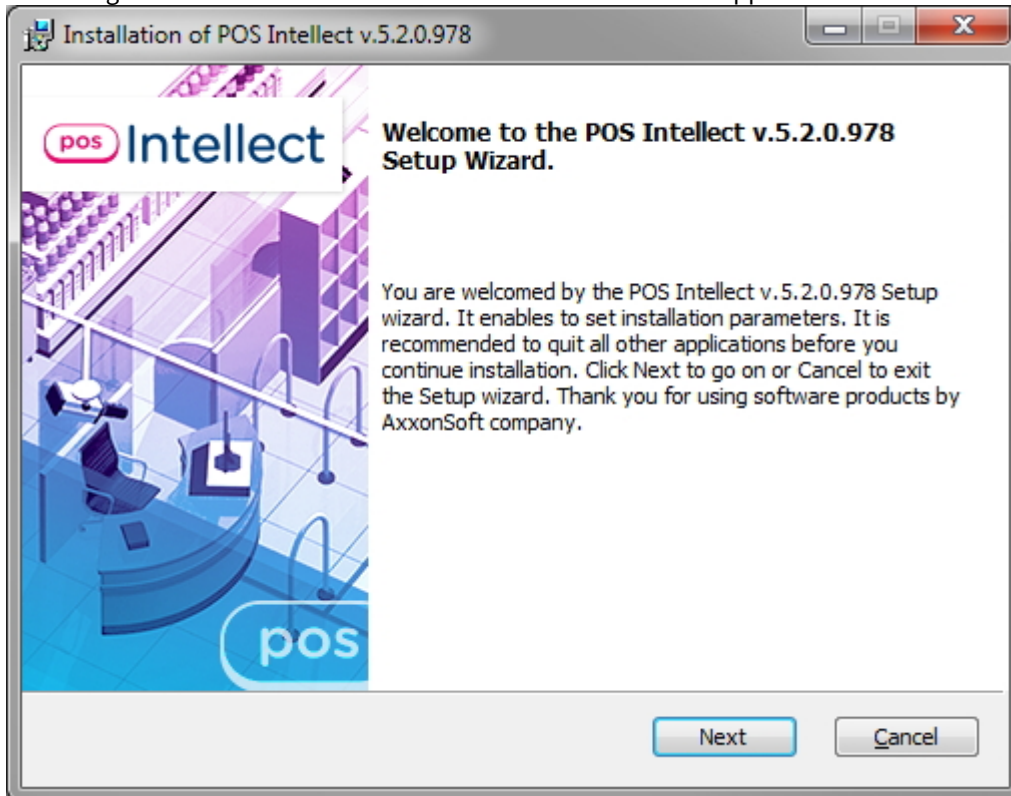 Installation of POS Intellect v.5.2.0.978
pos Intellect
Welcome to the POS Intellect v.5.2.0.978
Setup Wizard.
You are welcomed by the POS Intellect v.5.2.0.978 Setup
wizard. It enables to set installation parameters. It is
recommended to quit all other applications before you
continue installation. Click Next to go on or Cancel to exit
the Setup wizard. Thank you for using software products by
AxxonSoft company.
pos
Next
Cancel